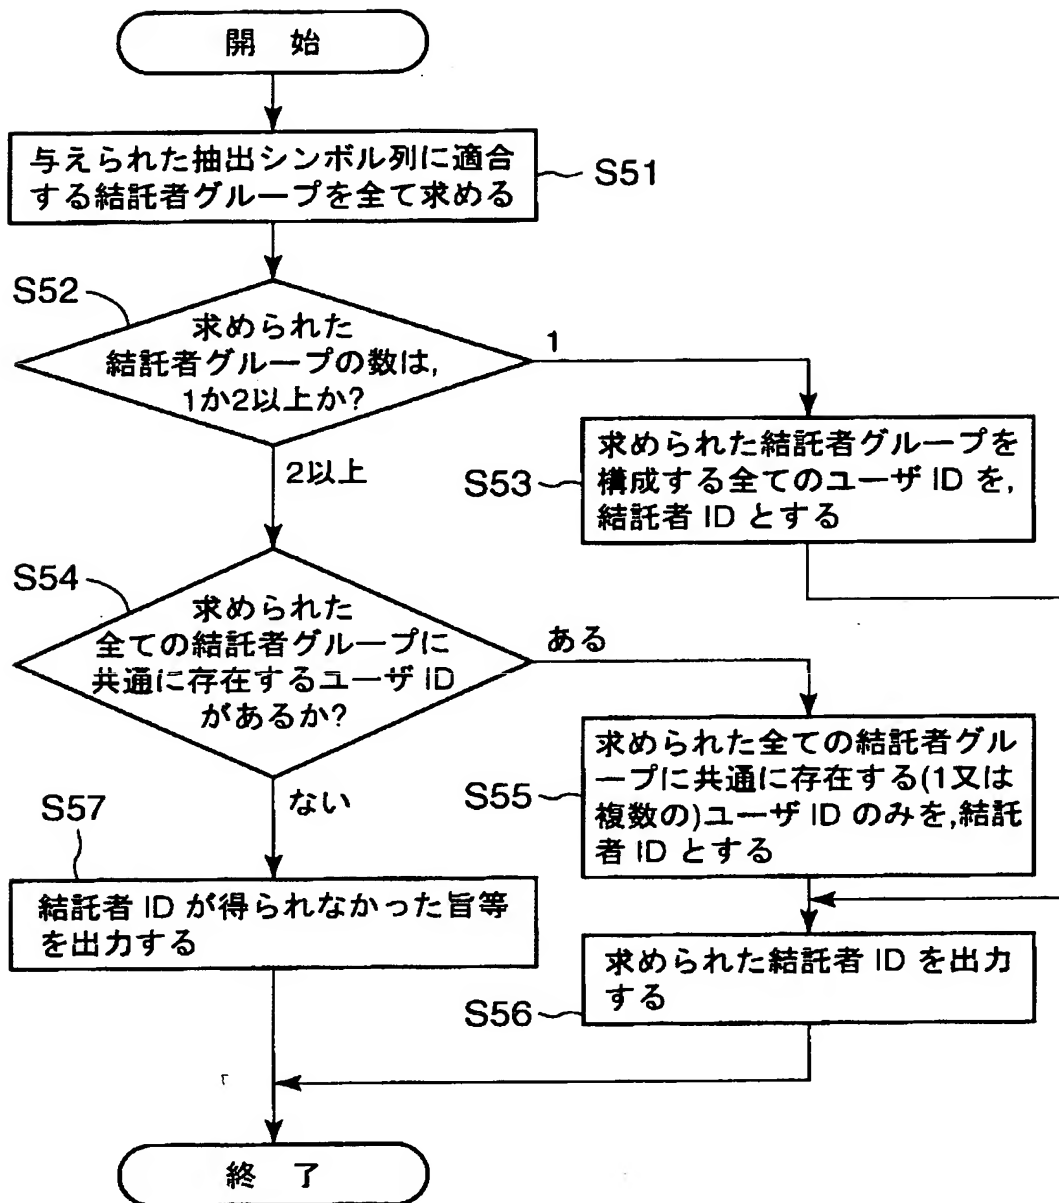 開 始
与えられた抽出シンボル列に適合
する結託者グループを全て求める
S51
S52
求められた
結託者グループの数は,
1か2以上か?
1
2以上
求められた結託者グループを
構成する全てのユーザ ID を,
結託者 ID とする
S53
S54
求められた
全ての結託者グループに
共通に存在するユーザ ID
があるか?
ある
ない
求められた全ての結託者グル
ープに共通に存在する(1又は
複数の)ユーザ ID のみを,結託
者 ID とする
S55
S57
結託者 ID が得られなかった旨等
を出力する
求められた結託者 ID を出力
する
S56
終 了